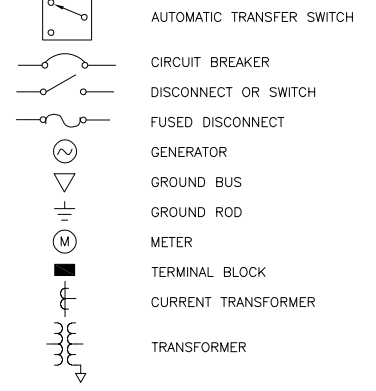 AUTOMATIC TRANSFER SWITCH
CIRCUIT BREAKER
DISCONNECT OR SWITCH
FUSED DISCONNECT
GENERATOR
GROUND BUS
GROUND ROD
M METER
TERMINAL BLOCK
CURRENT TRANSFORMER
TRANSFORMER